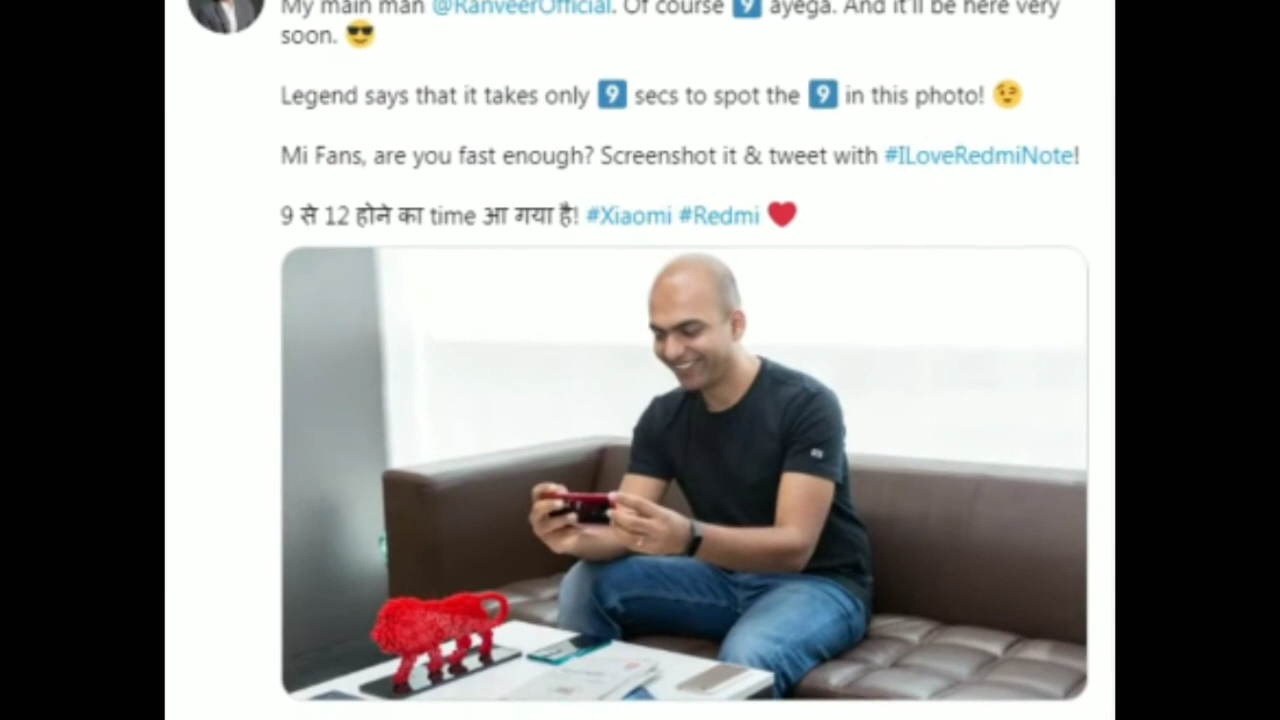 My main man @RanveerOfficial. Of course 9️⃣ ayega. And it'll be here very
soon. 😎
Legend says that it takes only 9️⃣ secs to spot the 9️⃣ in this photo! 😉
Mi Fans, are you fast enough? Screenshot it & tweet with #ILoveRedmiNote!
9 से 12 होने का time आ गया है! #Xiaomi #Redmi ❤️